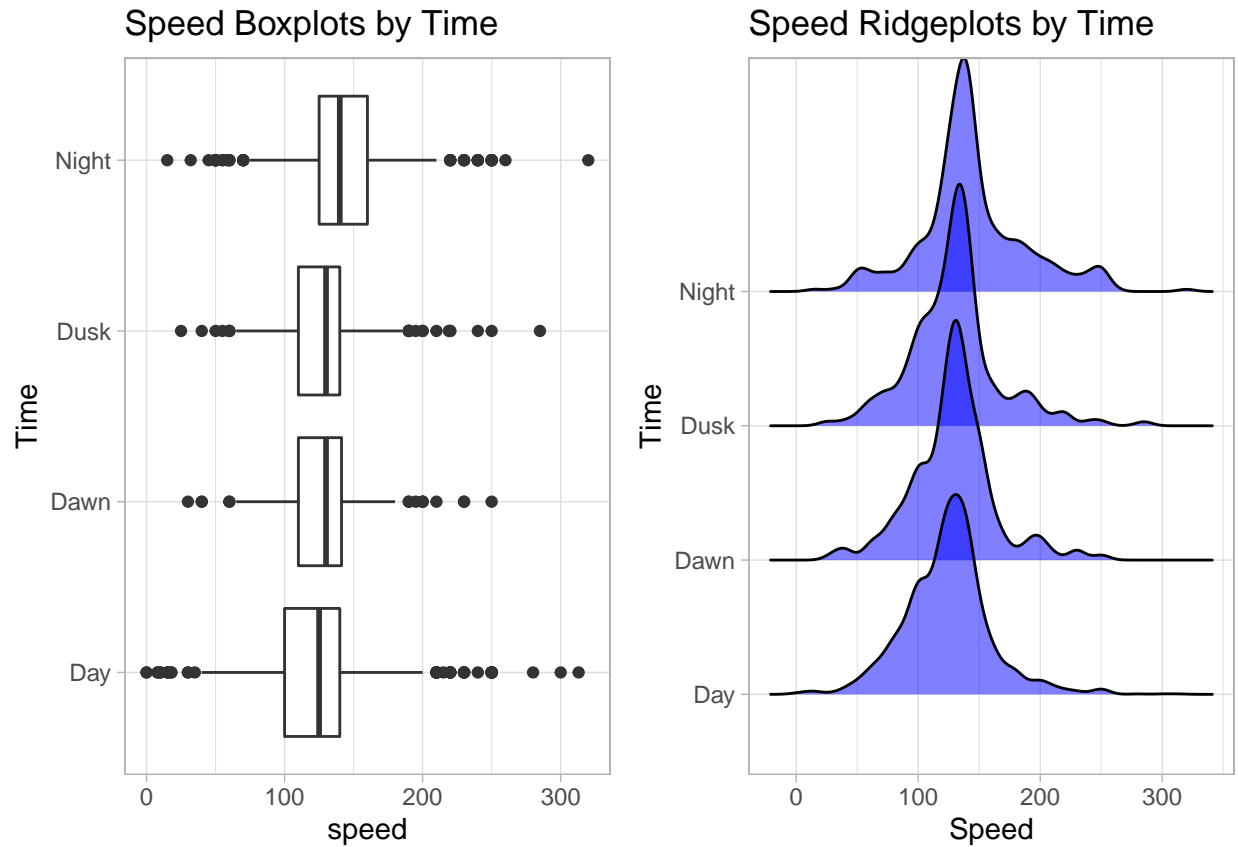 Speed Boxplots by Time
Time
Night
Dusk
Dawn
Day
0 100 200 300
speed
Speed Ridgeplots by Time
Time
Night
Dusk
Dawn
Day
0 100 200 300
Speed